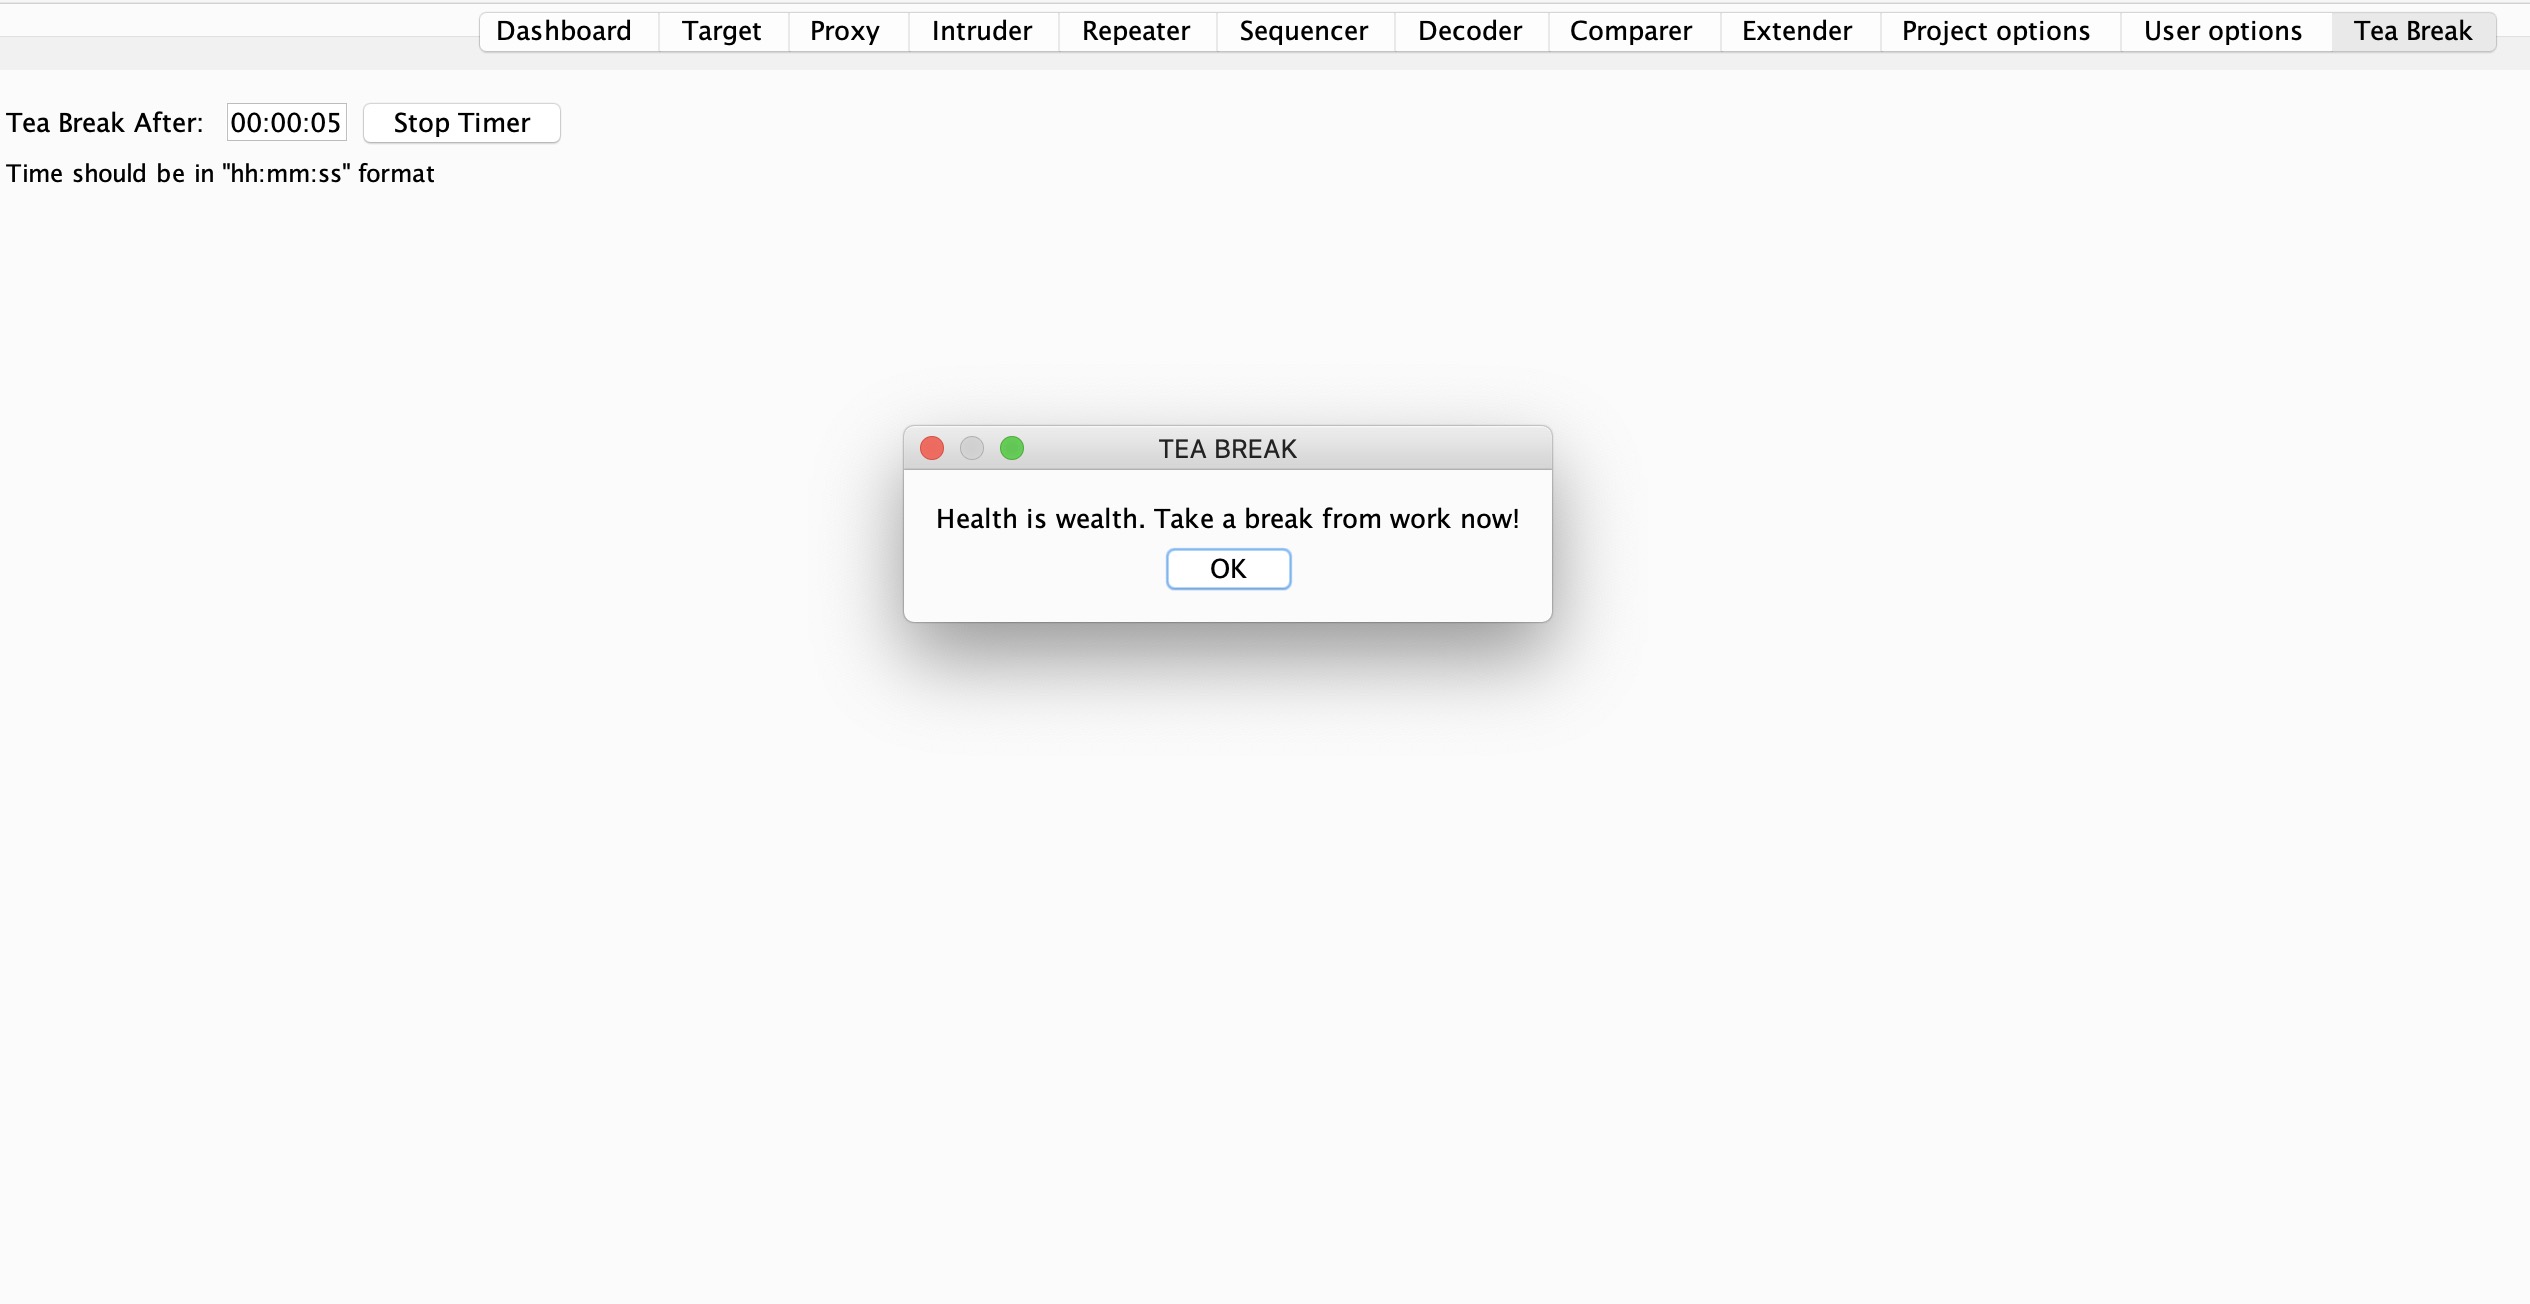 Dashboard Target Proxy Intruder Repeater Sequencer Decoder Comparer Extender Project options User options Tea Break
Tea Break After: 00:00:05 Stop Timer
Time should be in "hh:mm:ss" format
TEA BREAK
Health is wealth. Take a break from work now!
OK